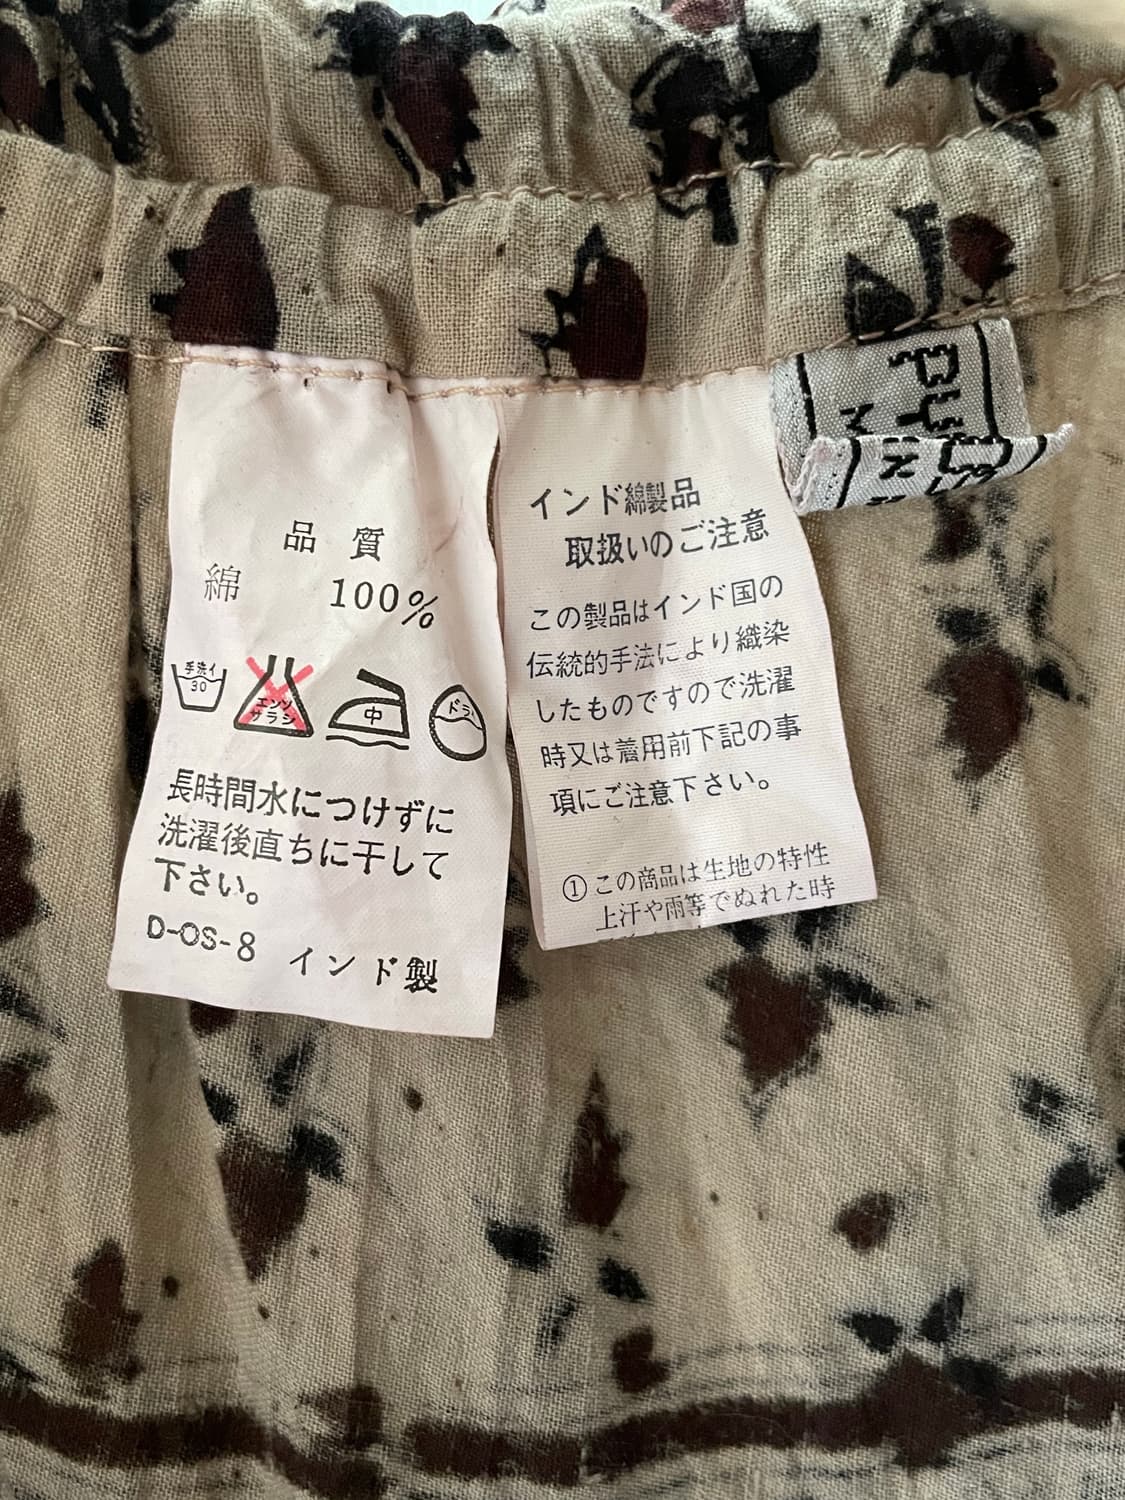 品質
綿 100%
手洗イ
30
エンソ
サラシ
中
ドライ
長時間水につけずに
洗濯後直ちに干して
下さい。
D-OS-8 インド製
インド綿製品
取扱いのご注意
この製品はインド国の
伝統的手法により織染
したものですので洗濯
時又は着用前下記の事
項にご注意下さい。
① この商品は生地の特性
上汗や雨等でぬれた時